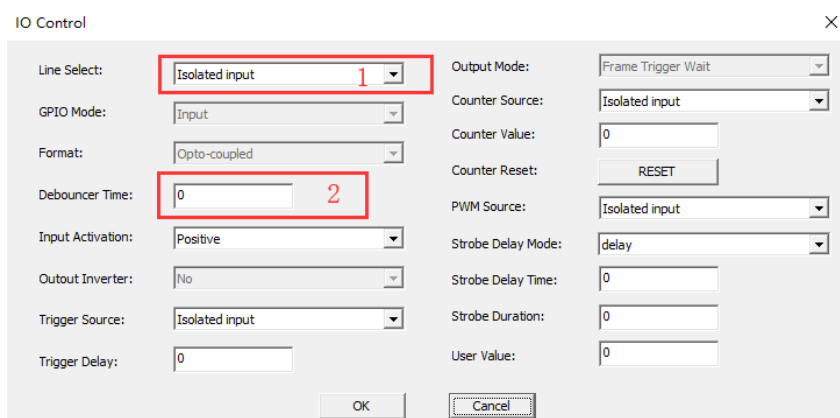 IO Control
Line Select: Isolated input 1
GPIO Mode: Input
Format: Opto-coupled
Debouncer Time: 0 2
Input Activation: Positive
Outout Inverter: No
Trigger Source: Isolated input
Trigger Delay: 0
Output Mode: Frame Trigger Wait
Counter Source: Isolated input
Counter Value: 0
Counter Reset: RESET
PWM Source: Isolated input
Strobe Delay Mode: delay
Strobe Delay Time: 0
Strobe Duration: 0
User Value: 0
OK Cancel